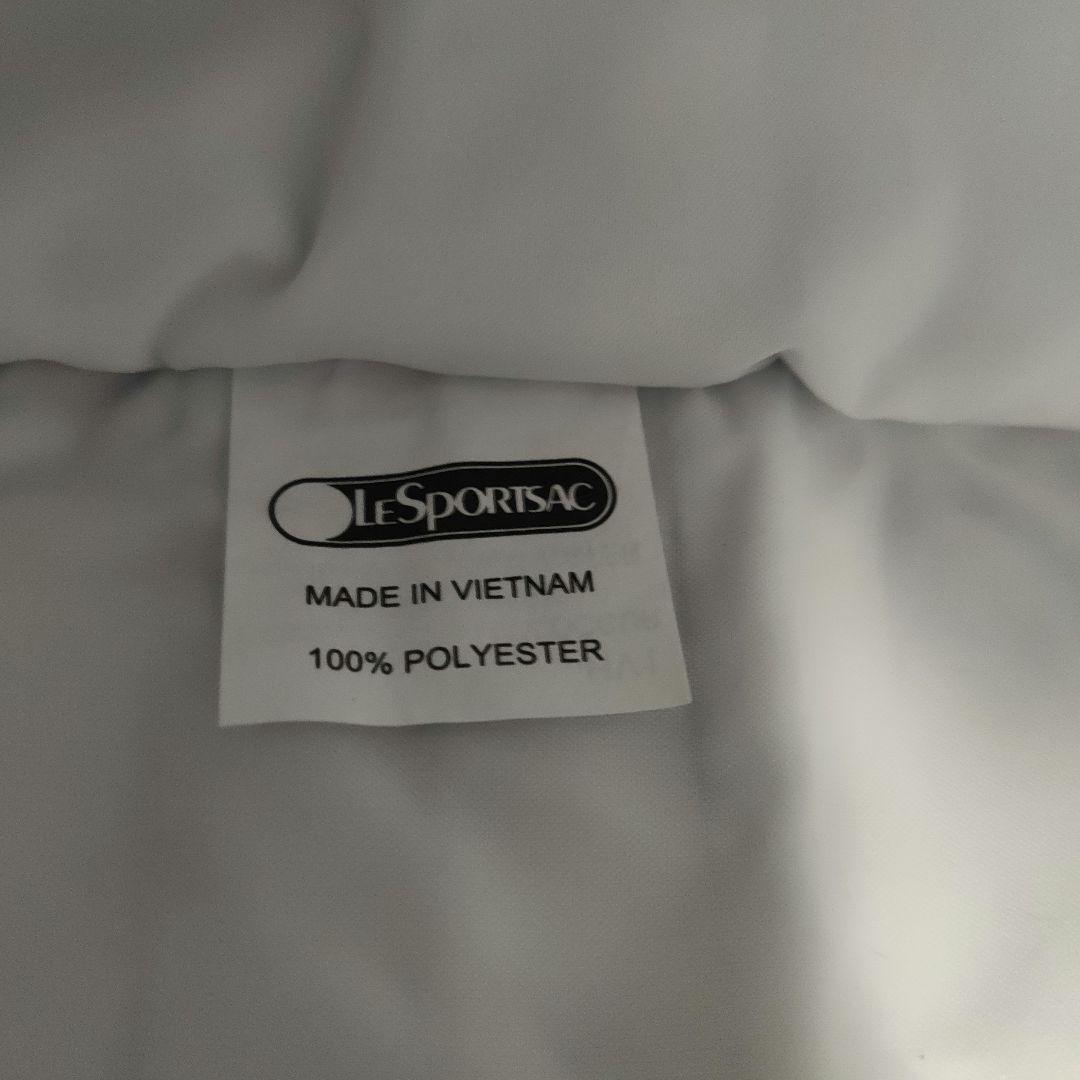 LESPORTSAC
MADE IN VIETNAM
100% POLYESTER